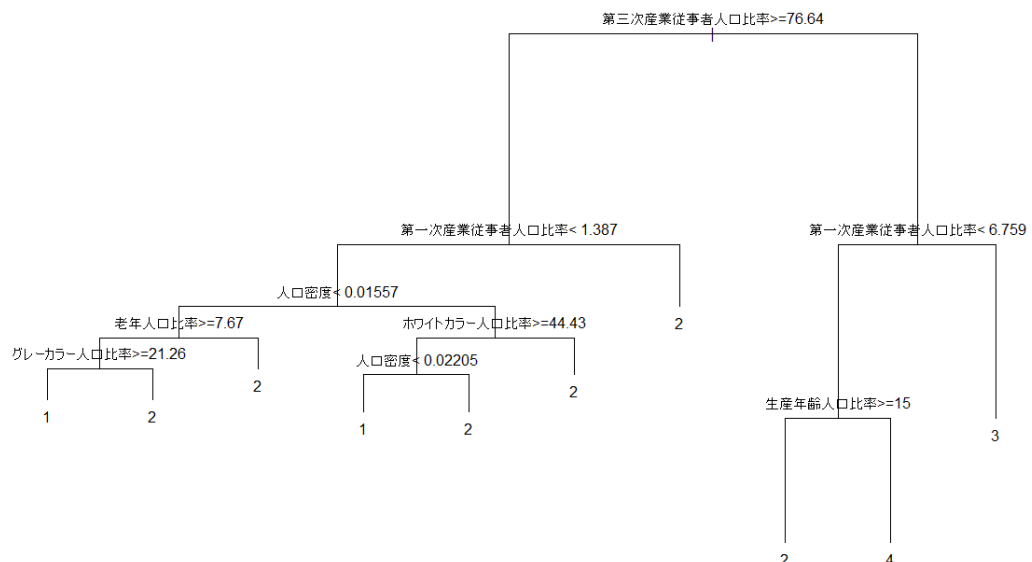 第三次産業従事者人口比率>=76.64
第一次産業従事者人口比率< 1.387
第一次産業従事者人口比率< 6.759
人口密度< 0.01557
老年人口比率>=7.67
ホワイトカラー人口比率>=44.43
2
グレーカラー人口比率>=21.26
人口密度< 0.02205
2
2
生産年齢人口比率>=15
1
2
1
2
3
2
4